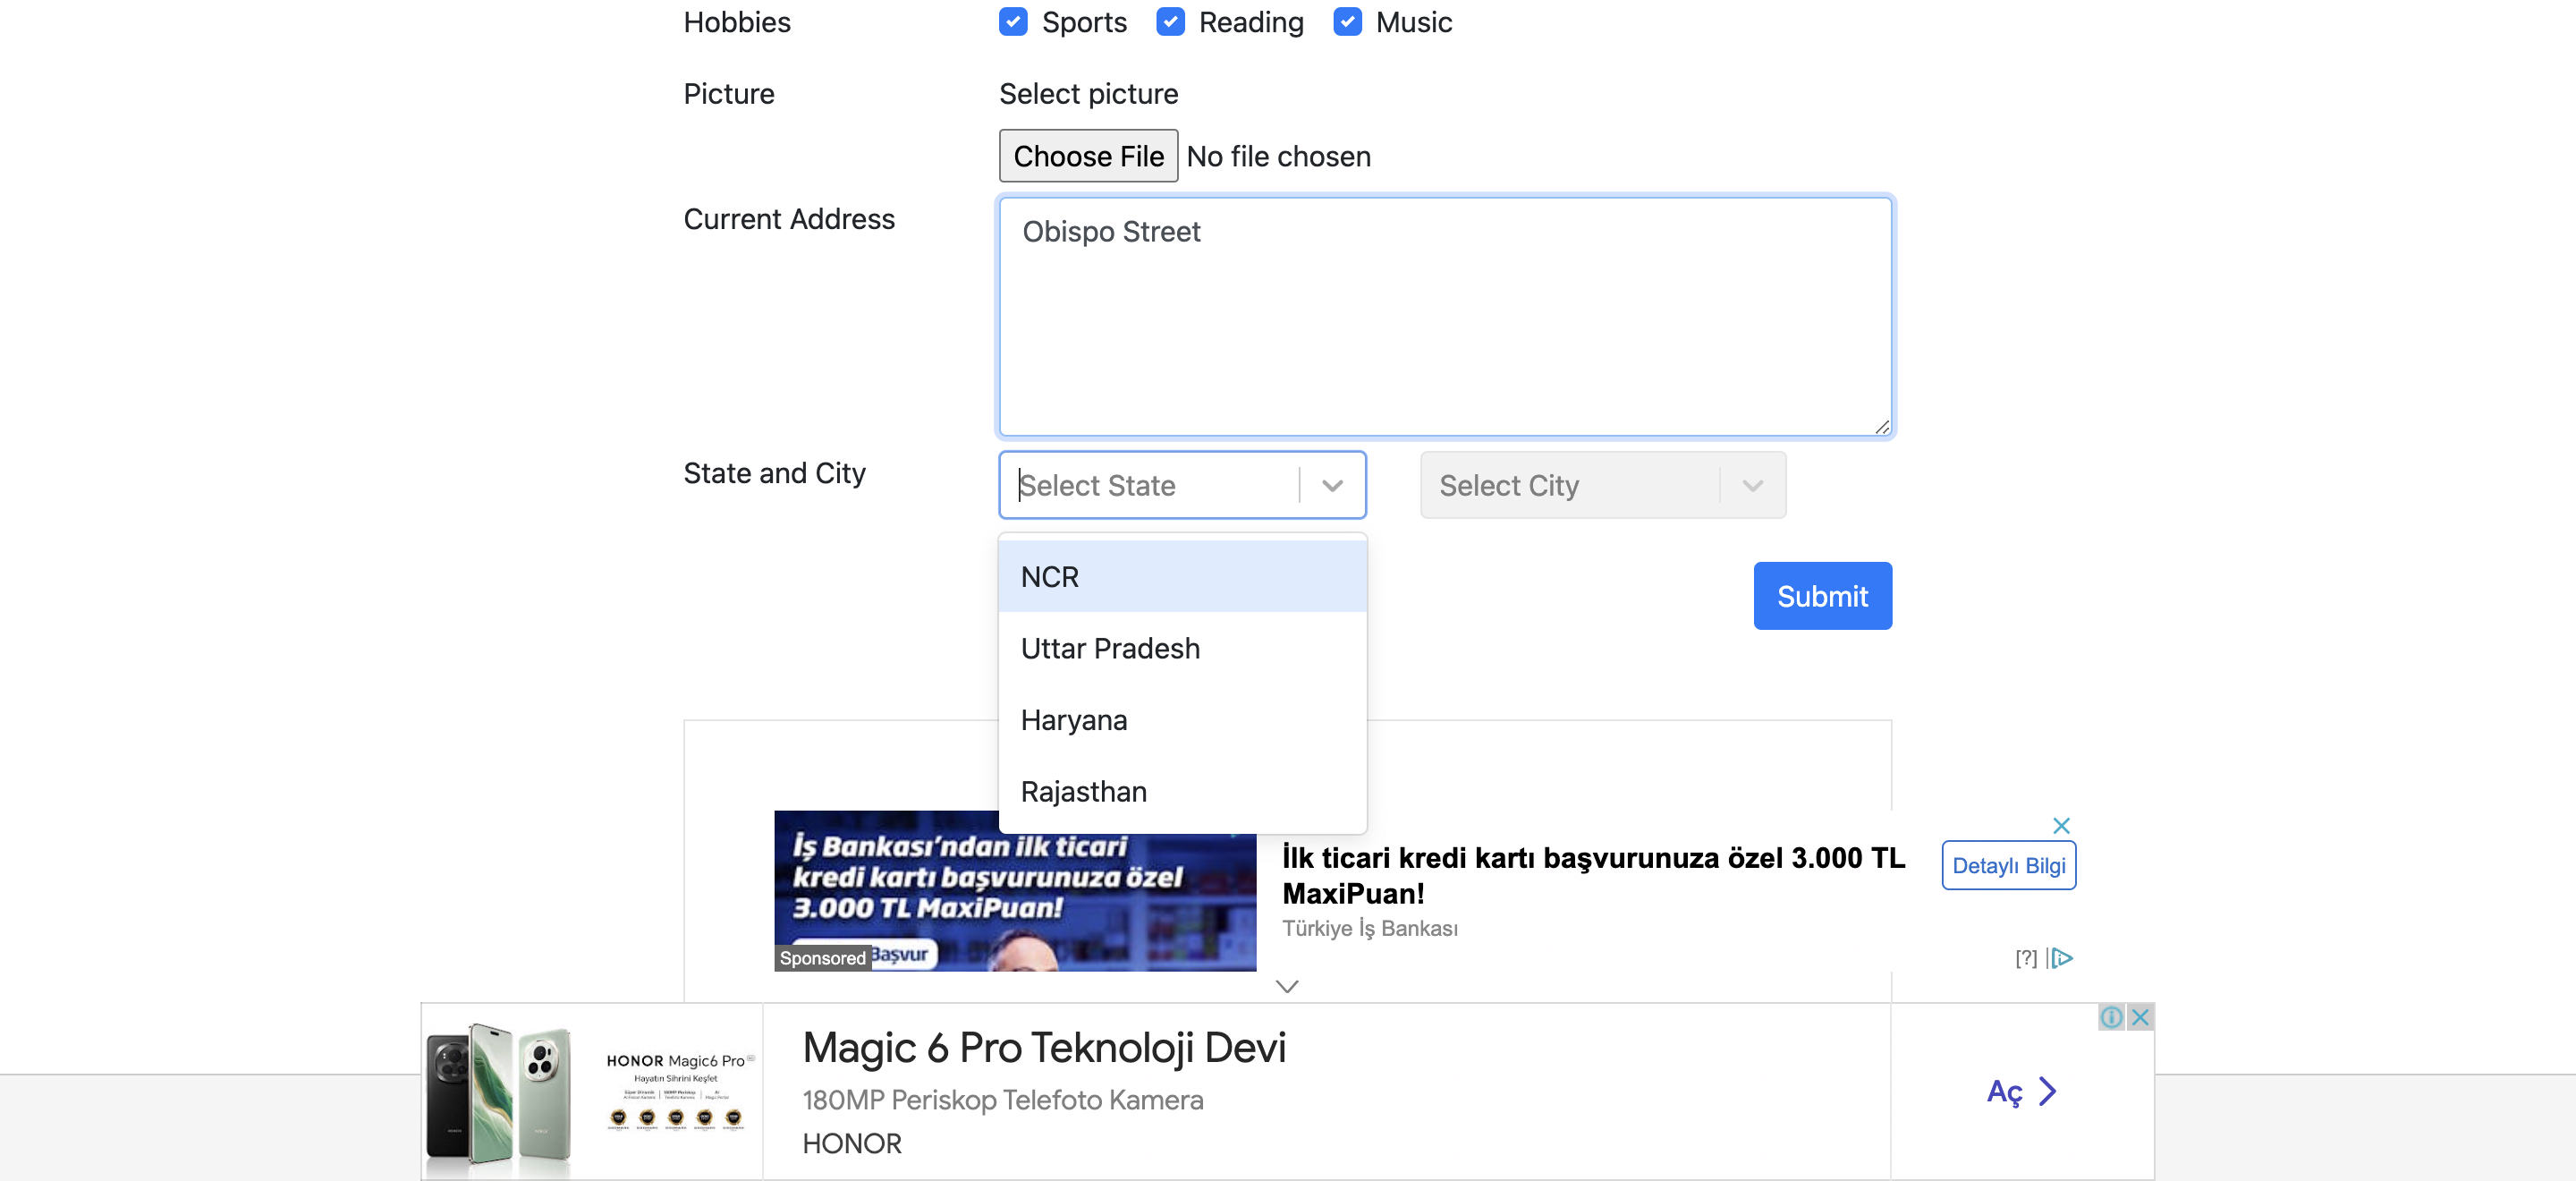 Hobbies
Sports
Reading
Music
Picture
Select picture
Choose File
No file chosen
Current Address
Obispo Street
State and City
Select State
Select City
NCR
Uttar Pradesh
Haryana
Rajasthan
Submit
İş Bankası'ndan ilk ticari
kredi kartı başvurunuza özel
3.000 TL MaxiPuan!
Başvur
Sponsored
İlk ticari kredi kartı başvurunuza özel 3.000 TL
MaxiPuan!
Türkiye İş Bankası
Detaylı Bilgi
[?]
HONOR Magic6 Pro
Hayatın Sihrini Keşfet
Magic 6 Pro Teknoloji Devi
180MP Periskop Telefoto Kamera
HONOR
Aç